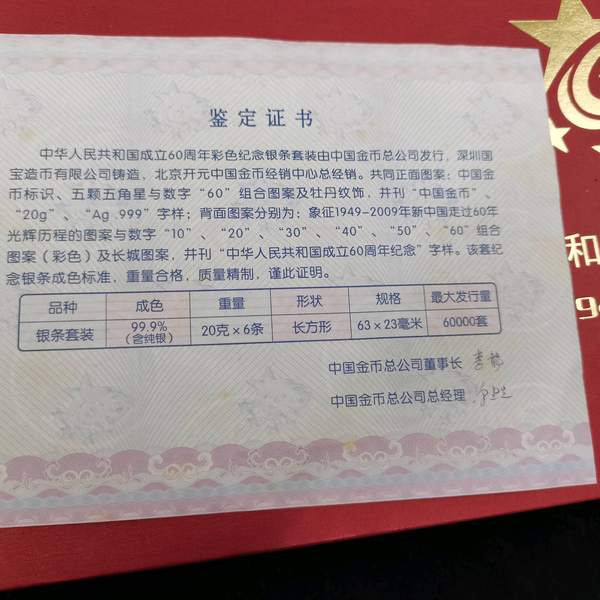 鉴定证书
中华人民共和国成立60周年彩色纪念银条套装由中国金币总公司发行，深圳国
宝造币有限公司铸造，北京开元中国金币经销中心总经销。共同正面图案：中国金
币标识、五颗五角星与数字“60”组合图案及牡丹纹饰，并刊“中国金币”、
“20g”、“Ag .999”字样；背面图案分别为：象征1949-2009年新中国走过60年
光辉历程的图案与数字“10”、“20”、“30”、“40”、“50”、“60”组合
图案（彩色）及长城图案，并刊“中华人民共和国成立60周年纪念”字样。该套纪
念银条成色标准，重量合格，质量精制，谨此证明。
品种 成色 重量 形状 规格 最大发行量
银条套装 99.9% (含纯银) 20克×6条 长方形 63×23毫米 60000套
中国金币总公司董事长
中国金币总公司总经理
和